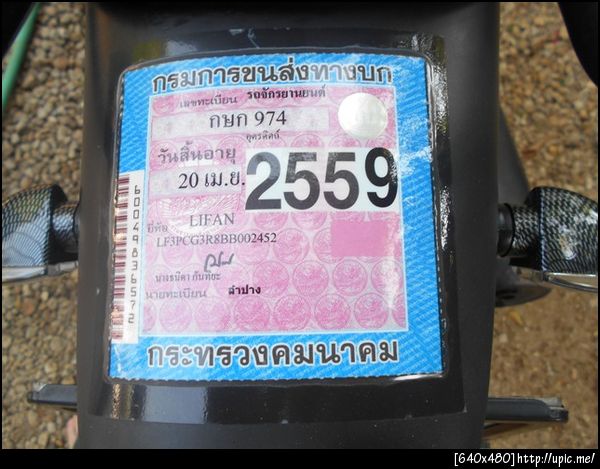 กรมการขนส่งทางบก
เลขทะเบียน รถจักรยานยนต์
กษก 974
อุตรดิตถ์
วันสิ้นอายุ
20 เม.ย. 2559
ยี่ห้อ LIFAN
LF3PCG3R8BB002452
นายทะเบียน ลำปาง
กระทรวงคมนาคม
60049836572
[640x480]http://upic.me/